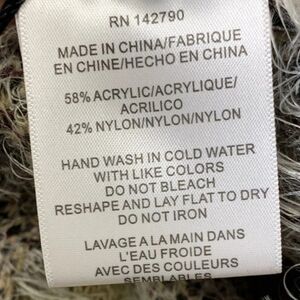 RN 142790
MADE IN CHINA/FABRIQUE
EN CHINE/HECHO EN CHINA
58% ACRYLIC/ACRYLIQUE/
ACRILICO
42% NYLON/NYLON/NYLON
HAND WASH IN COLD WATER
WITH LIKE COLORS
DO NOT BLEACH
RESHAPE AND LAY FLAT TO DRY
DO NOT IRON
LAVAGE A LA MAIN DANS
L'EAU FROIDE
AVEC DES COULEURS
SEMBLABLES